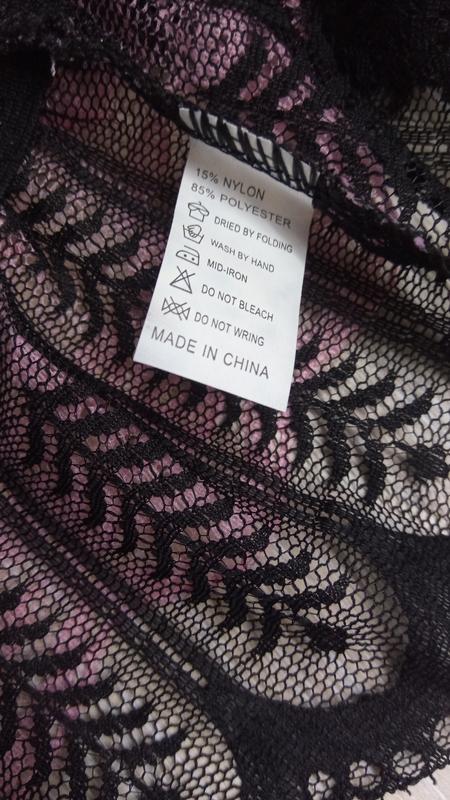 15% NYLON
85% POLYESTER
DRIED BY FOLDING
WASH BY HAND
MID-IRON
DO NOT BLEACH
DO NOT WRING
MADE IN CHINA